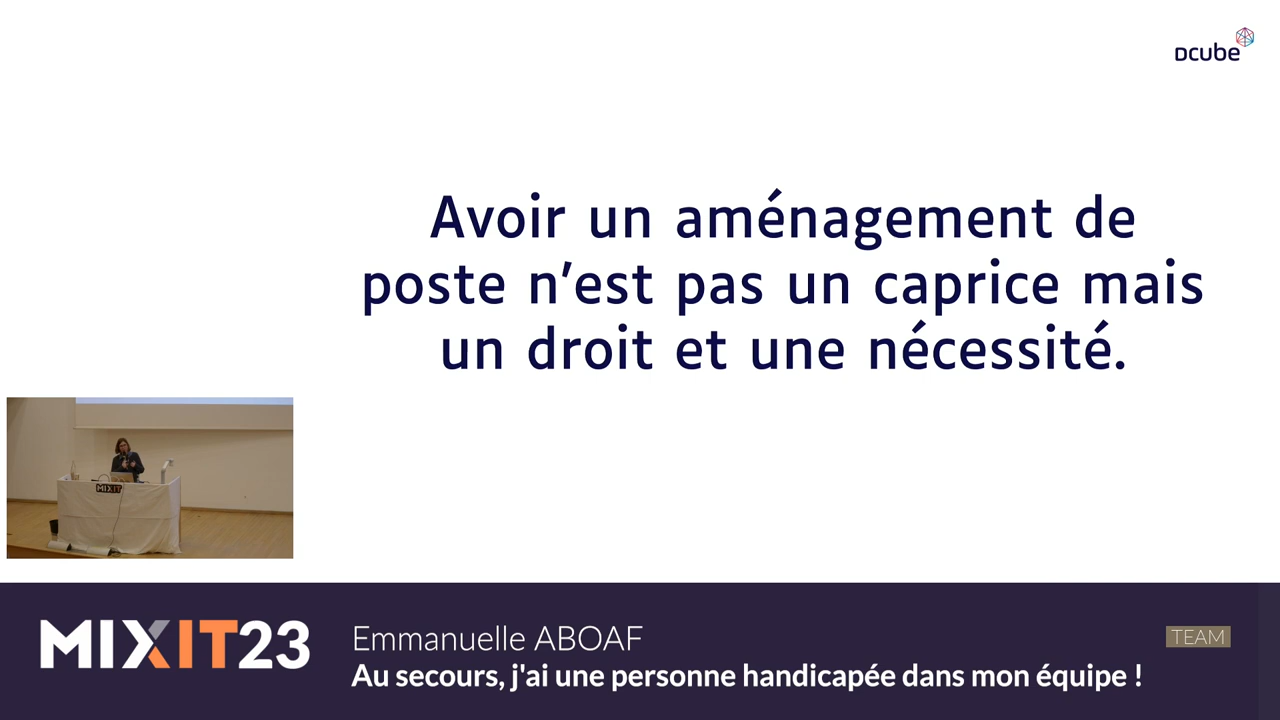 Dcube
Avoir un aménagement de
poste n'est pas un caprice mais
un droit et une nécessité.
MIXIT
MIXIT23
Emmanuelle ABOAF
TEAM
Au secours, j'ai une personne handicapée dans mon équipe !